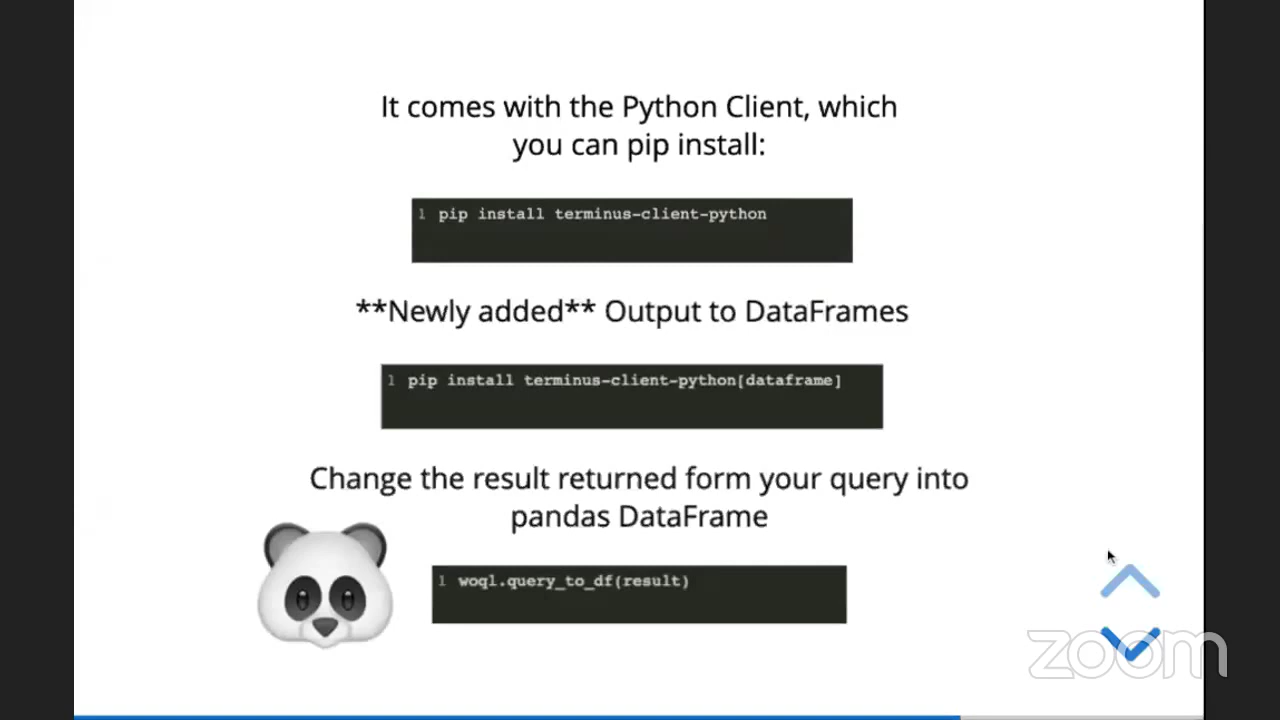 It comes with the Python Client, which
you can pip install:
1 pip install terminus-client-python
**Newly added** Output to DataFrames
1 pip install terminus-client-python[dataframe]
Change the result returned form your query into
pandas DataFrame
1 woql.query_to_df(result)
zoom